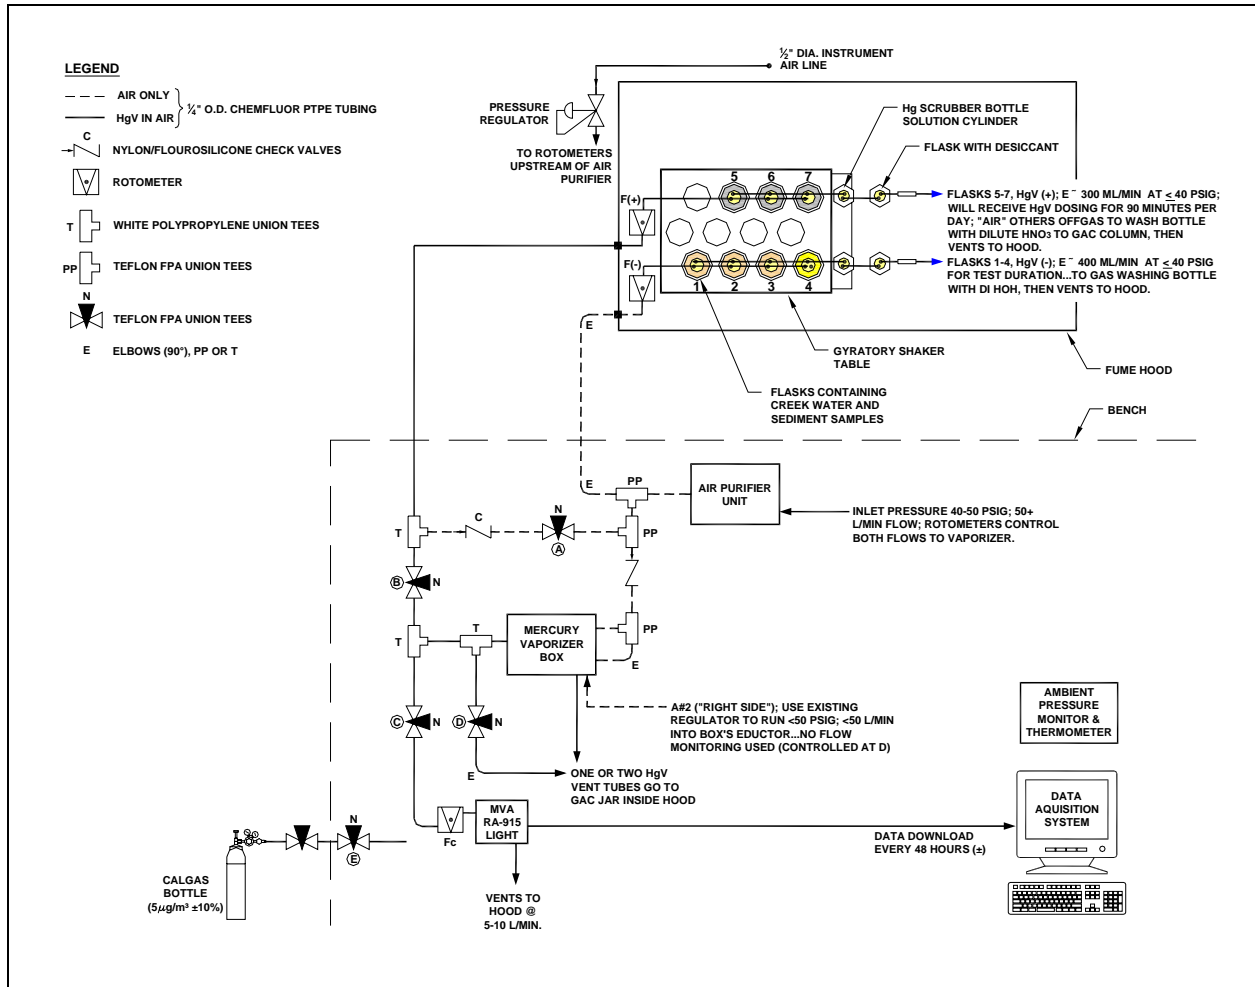 ½" DIA. INSTRUMENT
AIR LINE
LEGEND
AIR ONLY
HgV IN AIR
¼" O.D. CHEMFLUOR PTPE TUBING
C
NYLON/FLOUROSILICONE CHECK VALVES
ROTOMETER
T
WHITE POLYPROPYLENE UNION TEES
PP
TEFLON FPA UNION TEES
N
TEFLON FPA UNION TEES
E
ELBOWS (90°), PP OR T
PRESSURE
REGULATOR
TO ROTOMETERS
UPSTREAM OF AIR
PURIFIER
Hg SCRUBBER BOTTLE
SOLUTION CYLINDER
FLASK WITH DESICCANT
5 6 7
F(+)
F(-)
1 2 3 4
FLASKS 5-7, HgV (+); E ~ 300 ML/MIN AT ≤ 40 PSIG;
WILL RECEIVE HgV DOSING FOR 90 MINUTES PER
DAY; "AIR" OTHERS OFFGAS TO WASH BOTTLE
WITH DILUTE HNO3 TO GAC COLUMN, THEN
VENTS TO HOOD.
FLASKS 1-4, HgV (-); E ~ 400 ML/MIN AT ≤ 40 PSIG
FOR TEST DURATION...TO GAS WASHING BOTTLE
WITH DI HOH, THEN VENTS TO HOOD.
E
GYRATORY SHAKER
TABLE
FUME HOOD
FLASKS CONTAINING
CREEK WATER AND
SEDIMENT SAMPLES
BENCH
E
PP
AIR PURIFIER
UNIT
INLET PRESSURE 40-50 PSIG; 50+
L/MIN FLOW; ROTOMETERS CONTROL
BOTH FLOWS TO VAPORIZER.
T
C
N
A
PP
B
N
T
T
MERCURY
VAPORIZER
BOX
PP
E
C
N
D
N
A#2 ("RIGHT SIDE"); USE EXISTING
REGULATOR TO RUN <50 PSIG; <50 L/MIN
INTO BOX'S EDUCTOR...NO FLOW
MONITORING USED (CONTROLLED AT D)
AMBIENT
PRESSURE
MONITOR &
THERMOMETER
E
ONE OR TWO HgV
VENT TUBES GO TO
GAC JAR INSIDE HOOD
Fc
MVA
RA-915
LIGHT
DATA
AQUISITION
SYSTEM
DATA DOWNLOAD
EVERY 48 HOURS (±)
N
E
CALGAS
BOTTLE
(5µg/m³ ±10%)
VENTS TO
HOOD @
5-10 L/MIN.